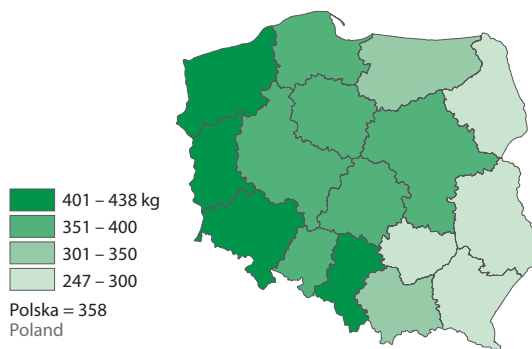 401 – 438 kg
351 – 400
301 – 350
247 – 300
Polska = 358
Poland